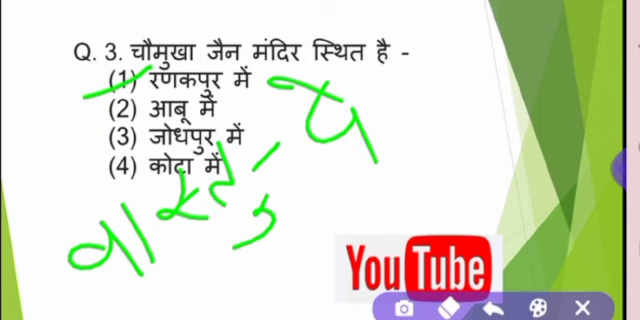 Q. 3. चौमुखा जैन मंदिर स्थित है -
(1) रणकपुर में
(2) आबू में
(3) जोधपुर में
(4) कोटा में
YouTube